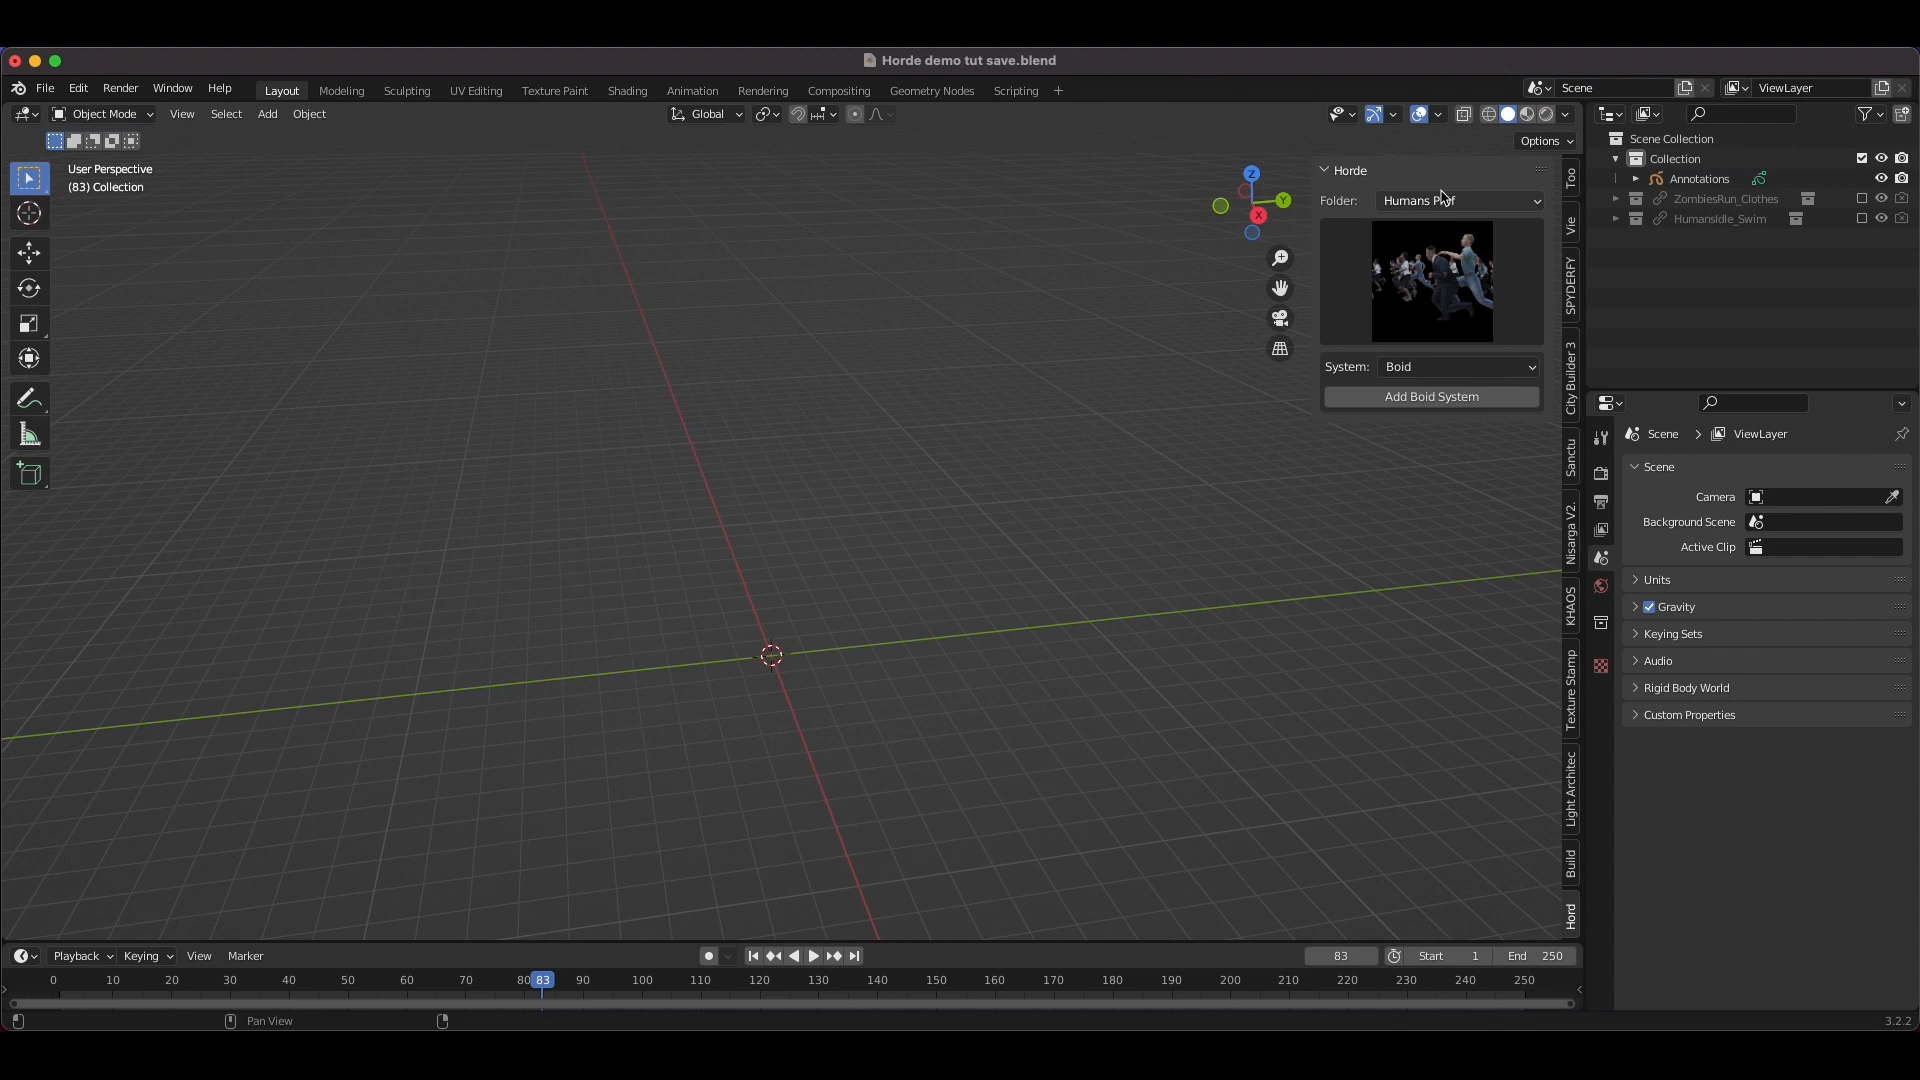 Horde demo tut save.blend
File Edit Render Window Help Layout Modeling Sculpting UV Editing Texture Paint Shading Animation Rendering Compositing Geometry Nodes Scripting + Scene ViewLayer
Object Mode View Select Add Object Global
Options
User Perspective
(83) Collection
Z
Y
X
Horde
Folder: Humans
System: Boid
Add Boid System
Too
Vie
SPYDERFY
City Builder 3
Sanctu
Nisarga V2.
KHAOS
Texture Stamp
Light Architec
Build
Hord
Scene Collection
Collection
Annotations
ZombiesRun_Clothes
HumansIdle_Swim
Scene > ViewLayer
Scene
Camera
Background Scene
Active Clip
Units
Gravity
Keying Sets
Audio
Rigid Body World
Custom Properties
Playback Keying View Marker 83 Start 1 End 250
0 10 20 30 40 50 60 70 80 83 90 100 110 120 130 140 150 160 170 180 190 200 210 220 230 240 250
Pan View
3.2.2